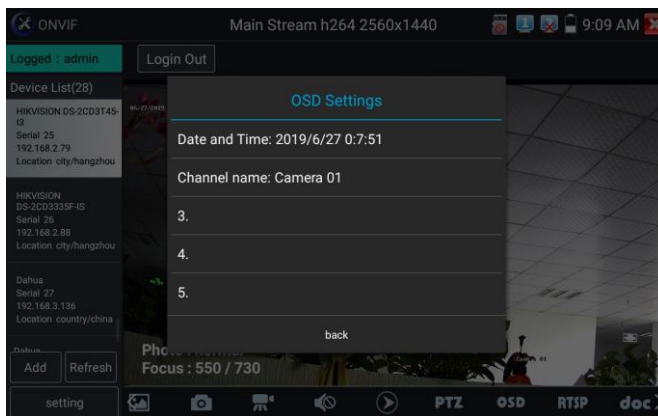 ONVIF
Main Stream h264 2560x1440
9:09 AM
Logged : admin
Login Out
Device List(28)
HIKVISION DS-2CD3T45-
I3
Serial 25
192.168.2.79
Location city/hangzhou
HIKVISION
DS-2CD3335F-IS
Serial 26
192.168.2.88
Location city/hangzhou
Dahua
Serial 27
192.168.3.136
Location country/china
Dahua
Add
Refresh
setting
OSD Settings
Date and Time: 2019/6/27 0:7:51
Channel name: Camera 01
3.
4.
5.
back
Focus : 550 / 730
Camera 01
PTZ
OSD
RTSP
doc